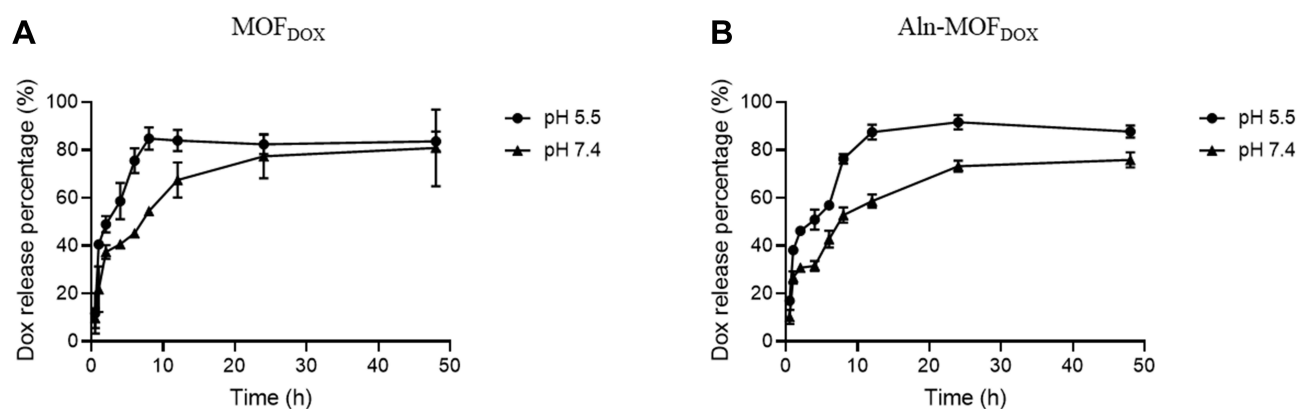 A
MOF_DOX
Dox release percentage (%)
100
80
60
40
20
0
0 10 20 30 40 50
Time (h)
pH 5.5
pH 7.4
B
Aln-MOF_DOX
Dox release percentage (%)
100
80
60
40
20
0
0 10 20 30 40 50
Time (h)
pH 5.5
pH 7.4